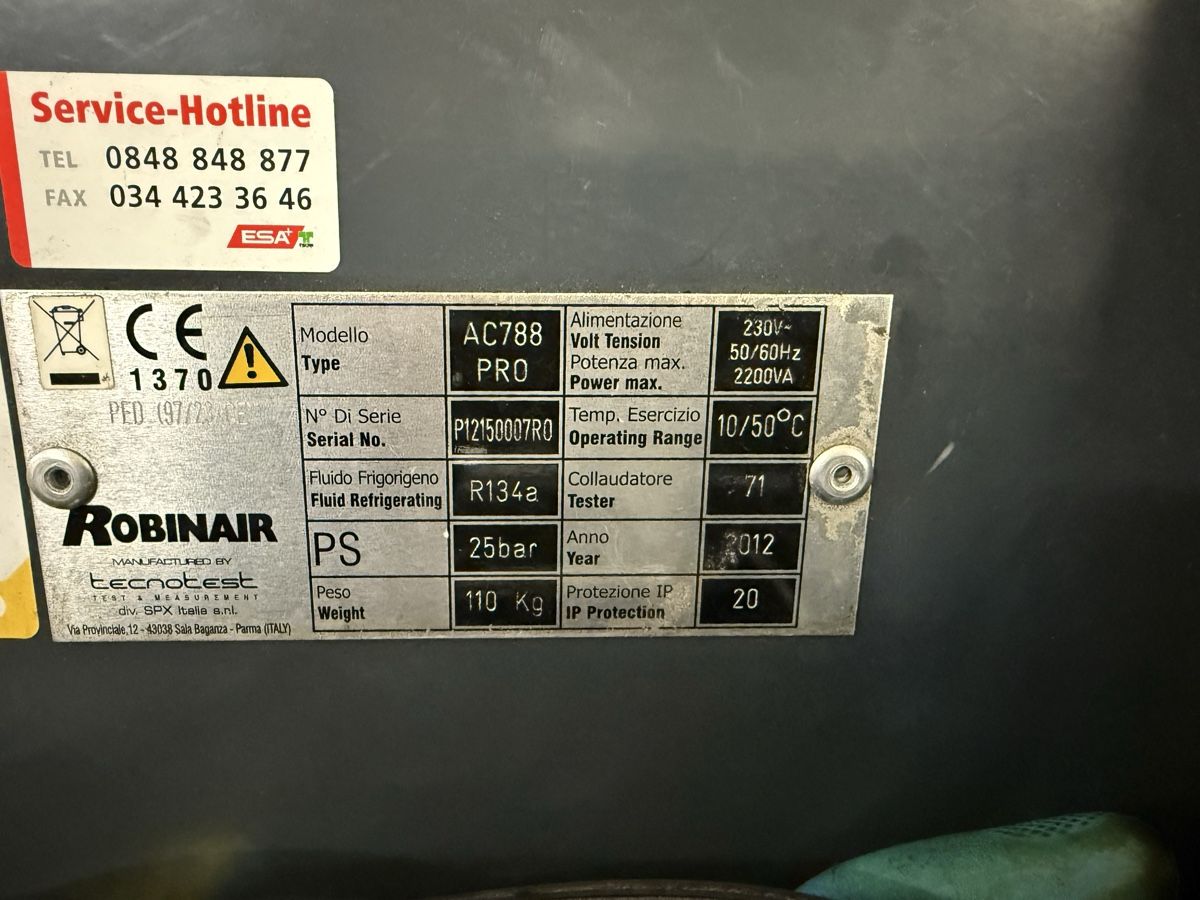 Service-Hotline
TEL 0848 848 877
FAX 034 423 36 46
ESA+
CE
1370
PED (97/23/CE)
ROBINAIR
MANUFACTURED BY
tecnotest
TEST & MEASUREMENT
div. SPX Italia s.r.l.
Via Provinciale,12 - 43038 Sala Baganza - Parma (ITALY)
Modello
Type
AC788
PRO
Alimentazione
Volt Tension
Potenza max.
Power max.
230V~
50/60Hz
2200VA
N° Di Serie
Serial No.
P12150007R0
Temp. Esercizio
Operating Range
10/50°C
Fluido Frigorigeno
Fluid Refrigerating
R134a
Collaudatore
Tester
71
PS
25bar
Anno
Year
2012
Peso
Weight
110 Kg
Protezione IP
IP Protection
20